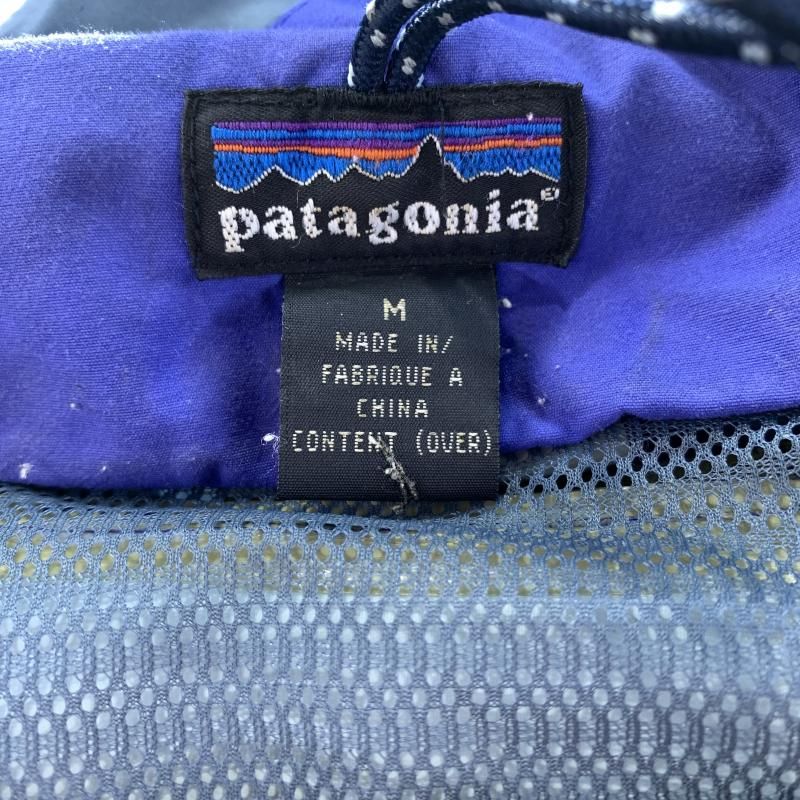 patagonia®
M
MADE IN/
FABRIQUE A
CHINA
CONTENT (OVER)